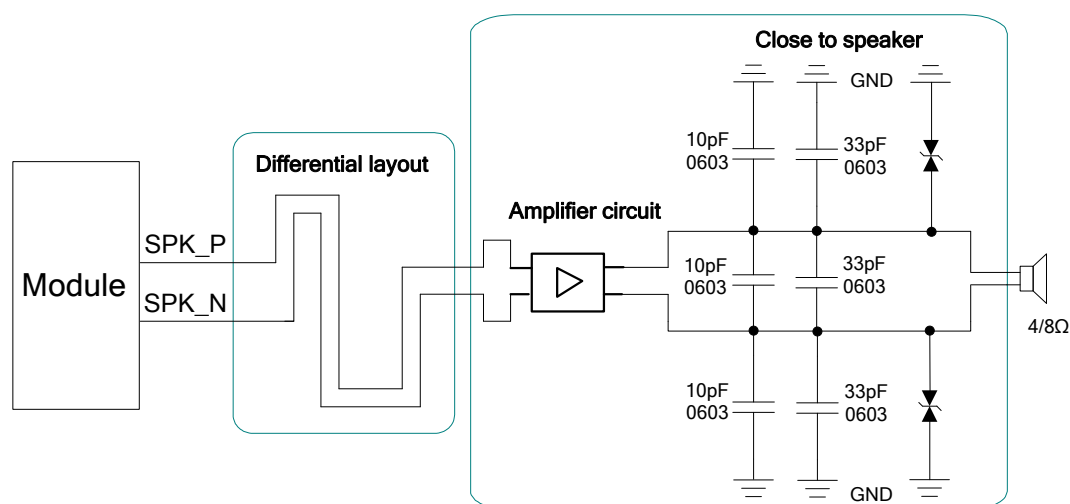 Close to speaker
GND
10pF
0603
33pF
0603
Differential layout
Amplifier circuit
SPK_P
Module
SPK_N
10pF
0603
33pF
0603
4/8Ω
10pF
0603
33pF
0603
GND